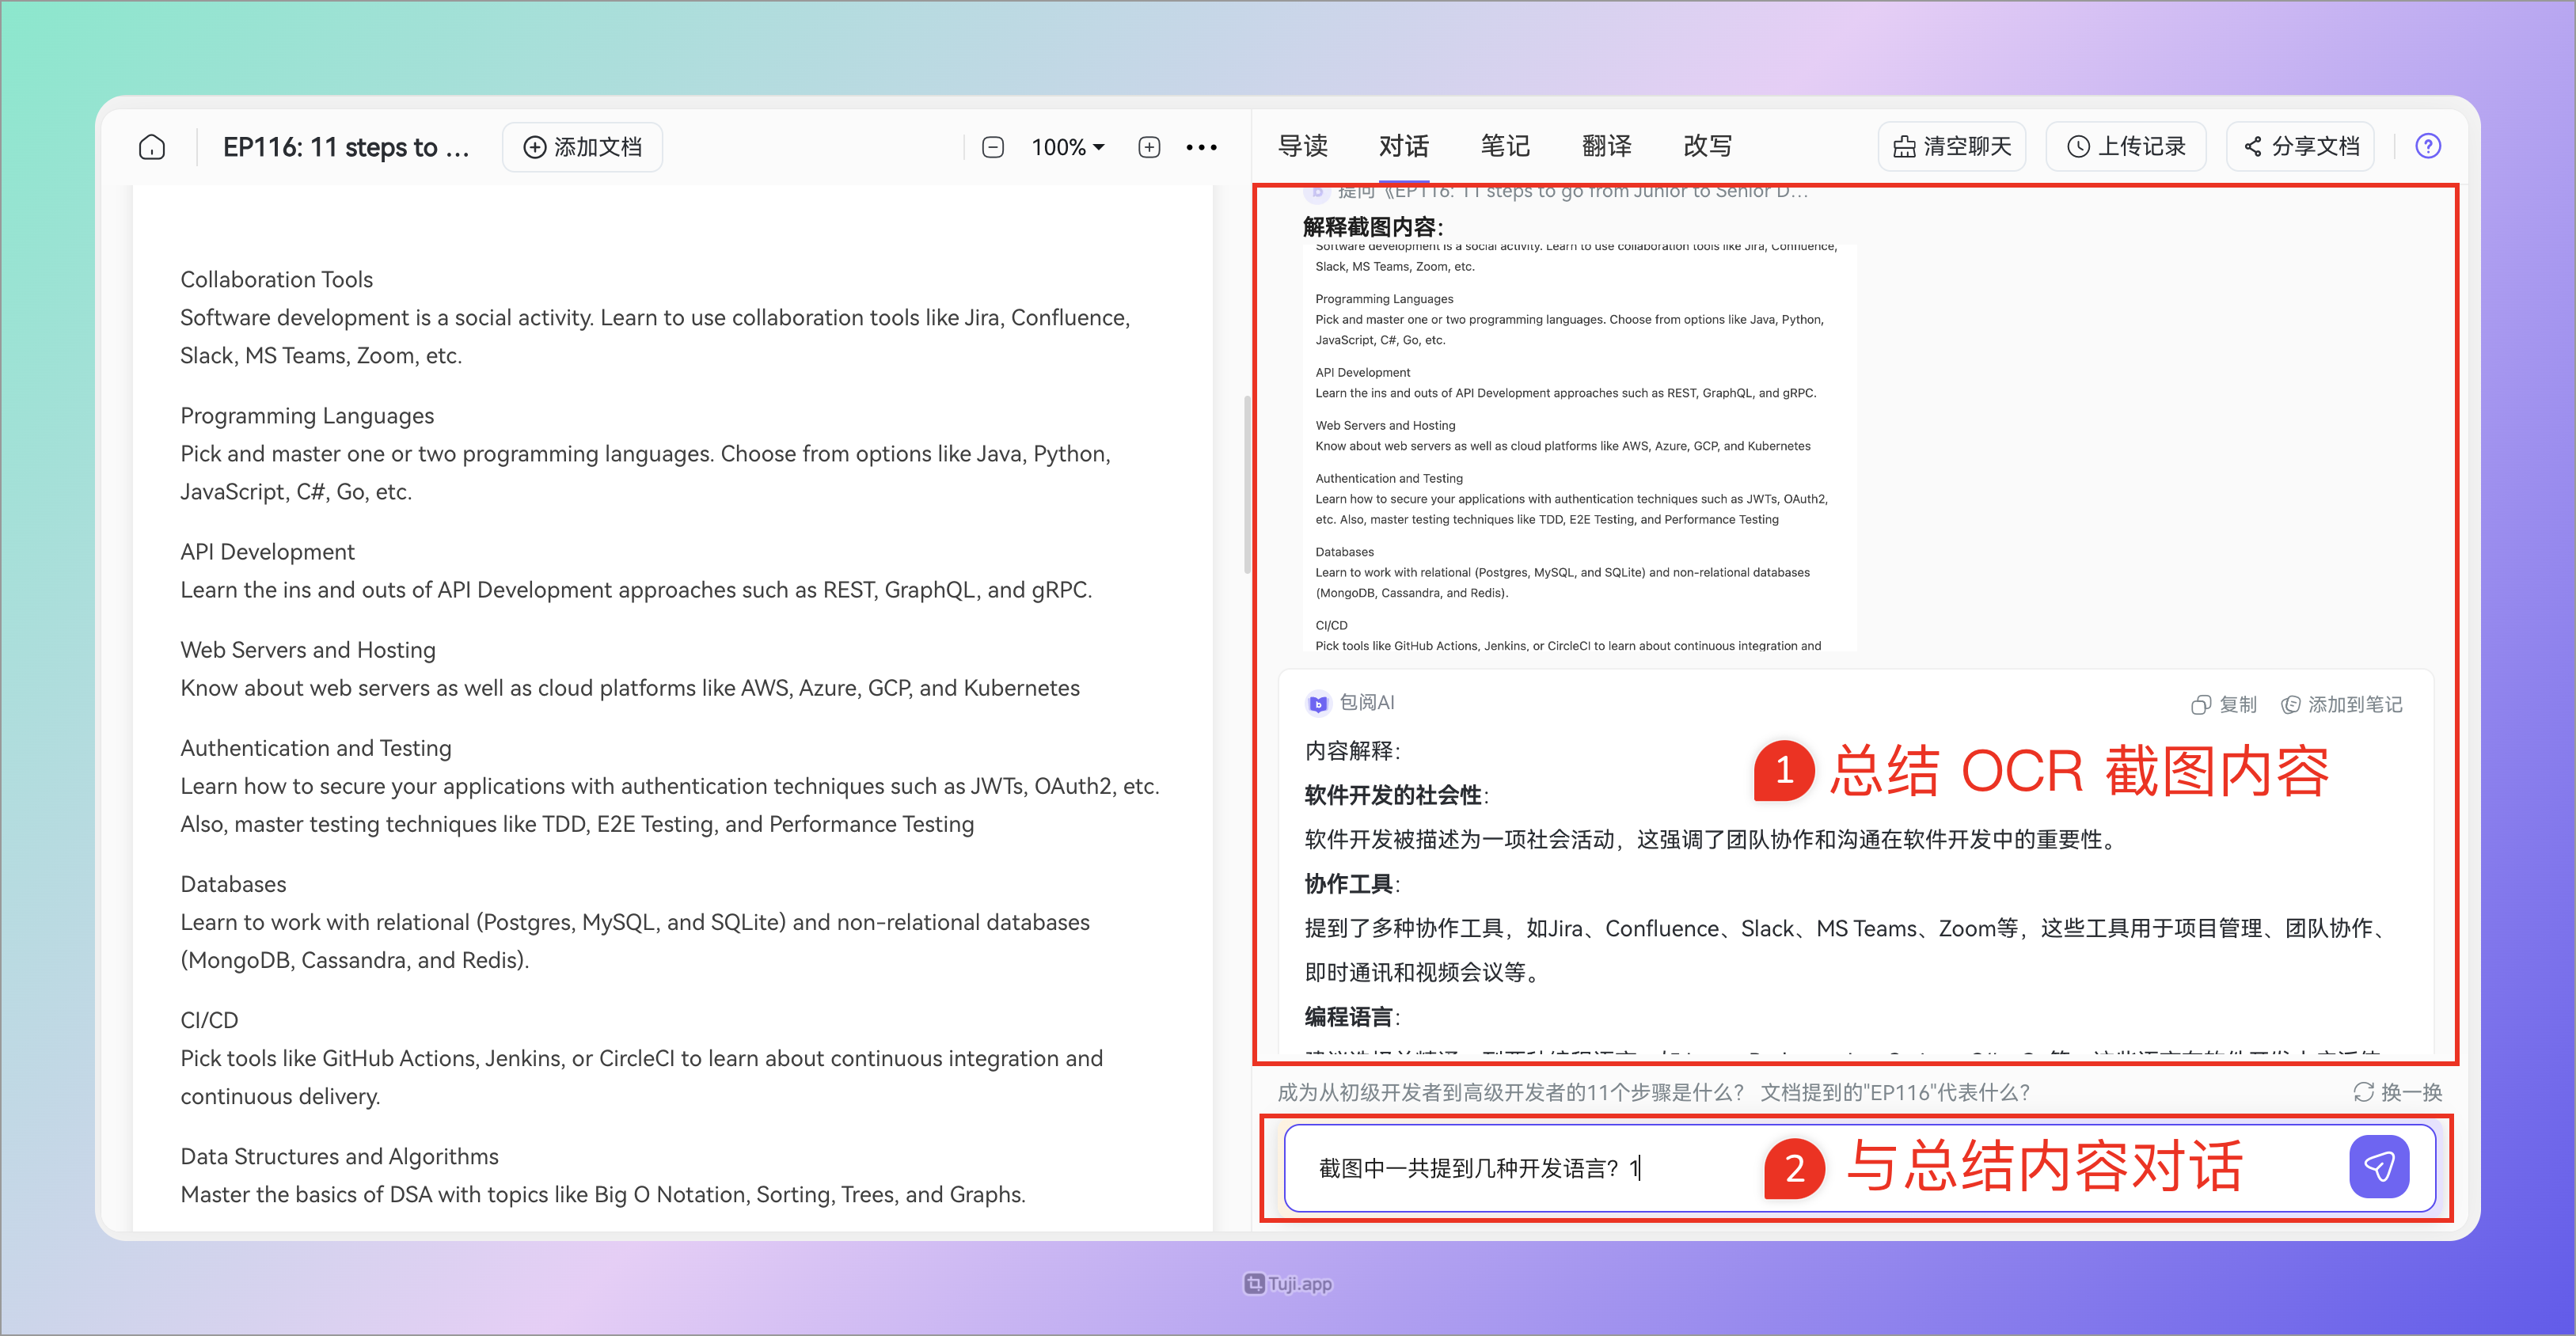 EP116: 11 steps to ...
添加文档
100%
Collaboration Tools
Software development is a social activity. Learn to use collaboration tools like Jira, Confluence,
Slack, MS Teams, Zoom, etc.
Programming Languages
Pick and master one or two programming languages. Choose from options like Java, Python,
JavaScript, C#, Go, etc.
API Development
Learn the ins and outs of API Development approaches such as REST, GraphQL, and gRPC.
Web Servers and Hosting
Know about web servers as well as cloud platforms like AWS, Azure, GCP, and Kubernetes
Authentication and Testing
Learn how to secure your applications with authentication techniques such as JWTs, OAuth2, etc.
Also, master testing techniques like TDD, E2E Testing, and Performance Testing
Databases
Learn to work with relational (Postgres, MySQL, and SQLite) and non-relational databases
(MongoDB, Cassandra, and Redis).
CI/CD
Pick tools like GitHub Actions, Jenkins, or CircleCI to learn about continuous integration and
continuous delivery.
Data Structures and Algorithms
Master the basics of DSA with topics like Big O Notation, Sorting, Trees, and Graphs.
导读 对话 笔记 翻译 改写
清空聊天 上传记录 分享文档
提问《EP116: 11 steps to go from Junior to Senior D...
解释截图内容：
Software development is a social activity. Learn to use collaboration tools like Jira, Confluence,
Slack, MS Teams, Zoom, etc.
Programming Languages
Pick and master one or two programming languages. Choose from options like Java, Python,
JavaScript, C#, Go, etc.
API Development
Learn the ins and outs of API Development approaches such as REST, GraphQL, and gRPC.
Web Servers and Hosting
Know about web servers as well as cloud platforms like AWS, Azure, GCP, and Kubernetes
Authentication and Testing
Learn how to secure your applications with authentication techniques such as JWTs, OAuth2,
etc. Also, master testing techniques like TDD, E2E Testing, and Performance Testing
Databases
Learn to work with relational (Postgres, MySQL, and SQLite) and non-relational databases
(MongoDB, Cassandra, and Redis).
CI/CD
Pick tools like GitHub Actions, Jenkins, or CircleCI to learn about continuous integration and
包阅AI
复制 添加到笔记
内容解释：
1 总结 OCR 截图内容
软件开发的社会性：
软件开发被描述为一项社会活动，这强调了团队协作和沟通在软件开发中的重要性。
协作工具：
提到了多种协作工具，如Jira、Confluence、Slack、MS Teams、Zoom等，这些工具用于项目管理、团队协作、
即时通讯和视频会议等。
编程语言：
成为从初级开发者到高级开发者的11个步骤是什么？ 文档提到的"EP116"代表什么？
换一换
截图中一共提到几种开发语言？1
2 与总结内容对话
Tuji.app